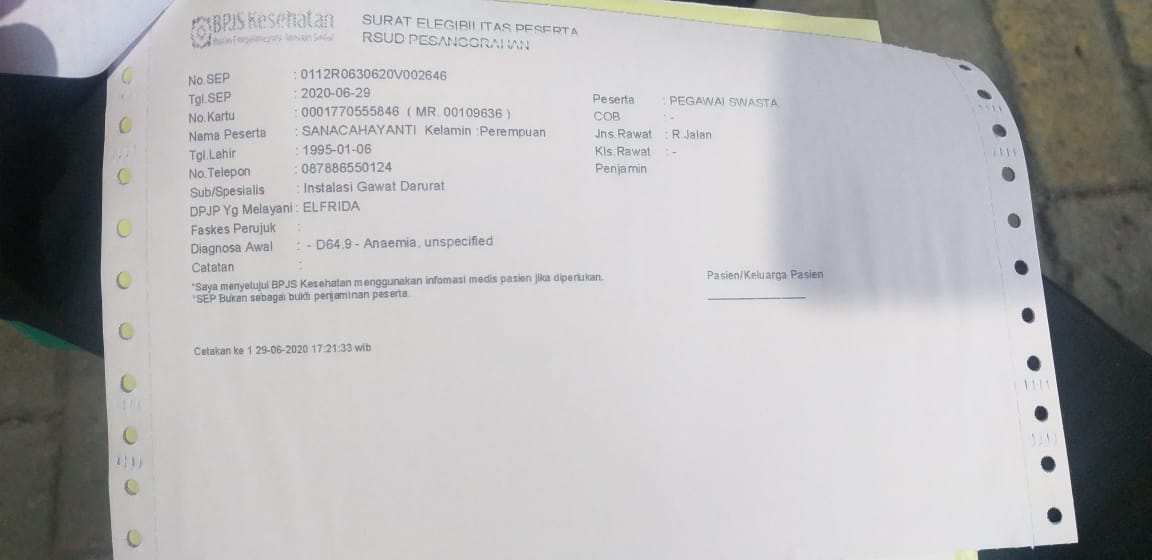 BPJS Kesehatan
Badan Penyelenggara Jaminan Sosial
SURAT ELEGIBILITAS PESERTA
RSUD PESANGGRAHAN
No.SEP : 0112R0630620V002646
Tgl.SEP : 2020-06-29
No.Kartu : 0001770555846 ( MR. 00109636 )
Nama Peserta : SANACAHAYANTI Kelamin :Perempuan
Tgl.Lahir : 1995-01-06
No.Telepon : 087886550124
Sub/Spesialis : Instalasi Gawat Darurat
DPJP Yg Melayani : ELFRIDA
Faskes Perujuk :
Diagnosa Awal : - D64.9 - Anaemia, unspecified
Catatan :
Peserta : PEGAWAI SWASTA
COB : -
Jns.Rawat : R.Jalan
Kls.Rawat : -
Penjamin
*Saya menyetujui BPJS Kesehatan menggunakan infomasi medis pasien jika diperlukan.
*SEP Bukan sebagai bukti penjaminan peserta.
Pasien/Keluarga Pasien
Cetakan ke 1 29-06-2020 17:21:33 wib